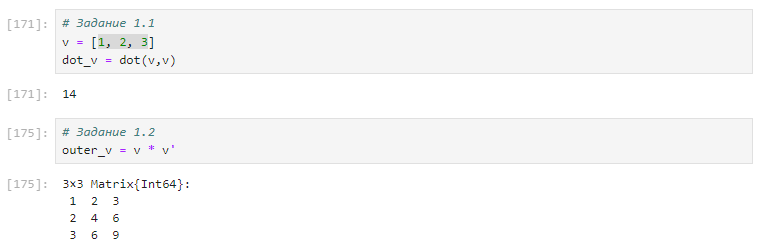 [171]: # Задание 1.1
v = [1, 2, 3]
dot_v = dot(v,v)
[171]: 14
[175]: # Задание 1.2
outer_v = v * v'
[175]: 3×3 Matrix{Int64}:
1 2 3
2 4 6
3 6 9